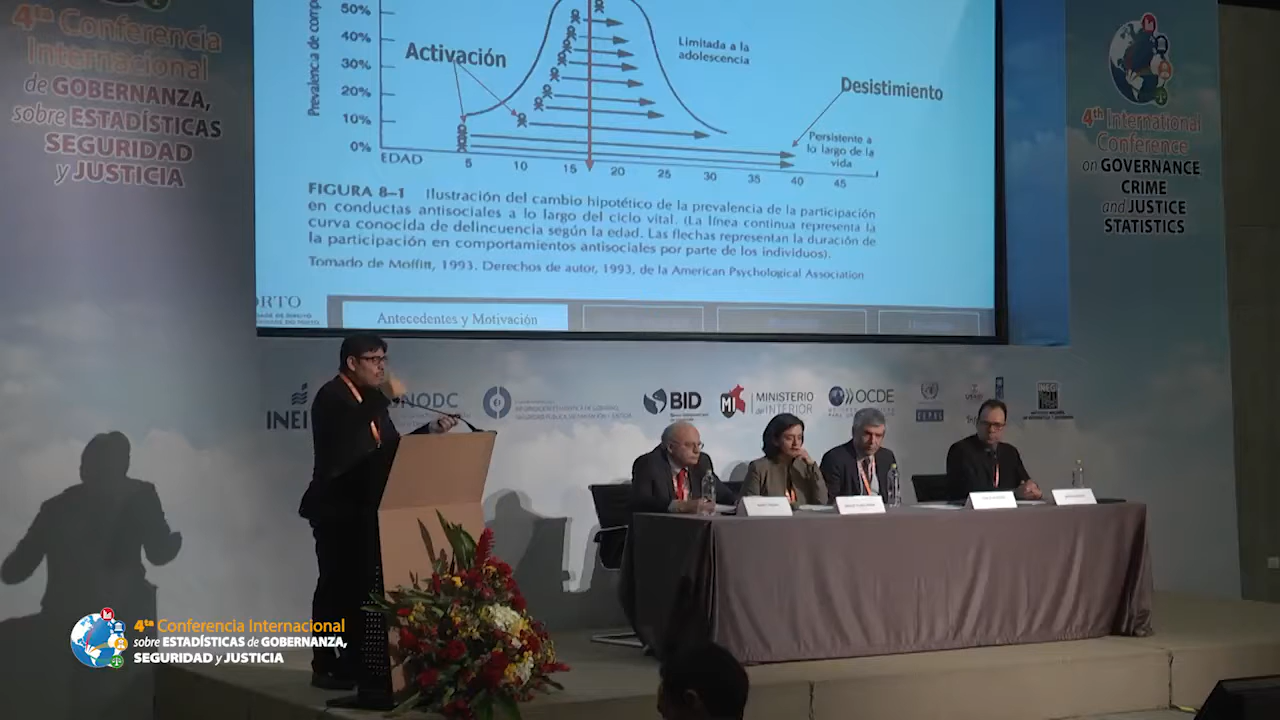 4ta Conferencia
Internacional
de GOBERNANZA,
sobre ESTADÍSTICAS
SEGURIDAD
y JUSTICIA
50%
40%
30%
20%
10%
0%
Prevalencia de
Activación
Limitada a la
adolescencia
Desistimiento
Persistente a
lo largo de la
vida
EDAD
5
10
15
20
25
30
35
40
45
FIGURA 8–1 Ilustración del cambio hipotético de la prevalencia de la participación
en conductas antisociales a lo largo del ciclo vital. (La línea continua representa la
curva conocida de delincuencia según la edad. Las flechas representan la duración de
la participación en comportamientos antisociales por parte de los individuos).
Tomado de Moffitt, 1993. Derechos de autor, 1993, de la American Psychological Association
Antecedentes y Motivación
4th International
Conference
on GOVERNANCE
CRIME
and JUSTICE
STATISTICS
INEI
UNODC
BID
MINISTERIO
del INTERIOR
OCDE
INEGI
4ta Conferencia Internacional
sobre ESTADÍSTICAS de GOBERNANZA,
SEGURIDAD y JUSTICIA